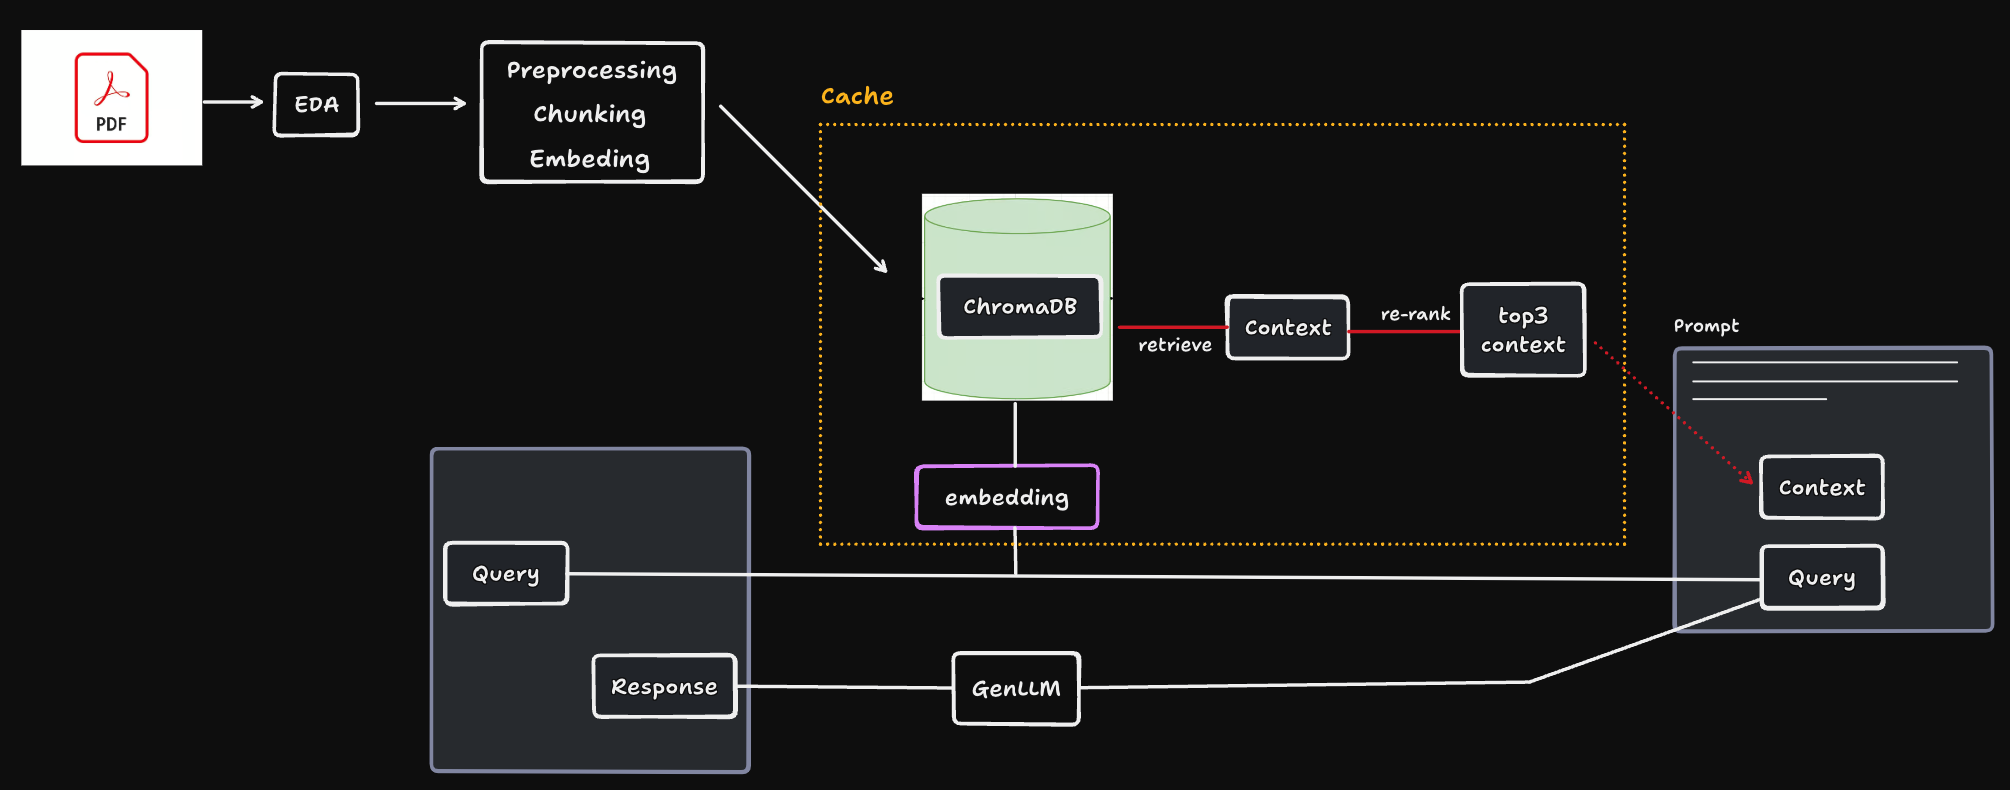 PDF
EDA
Preprocessing
Chunking
Embeding
Cache
ChromaDB
retrieve
Context
re-rank
top3
context
Prompt
Context
Query
embedding
Query
Response
GenLLM